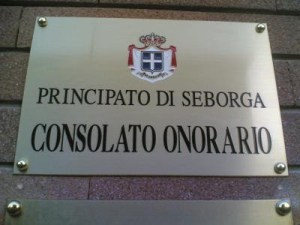 PRINCIPATO DI SEBORGA
CONSOLATO ONORARIO